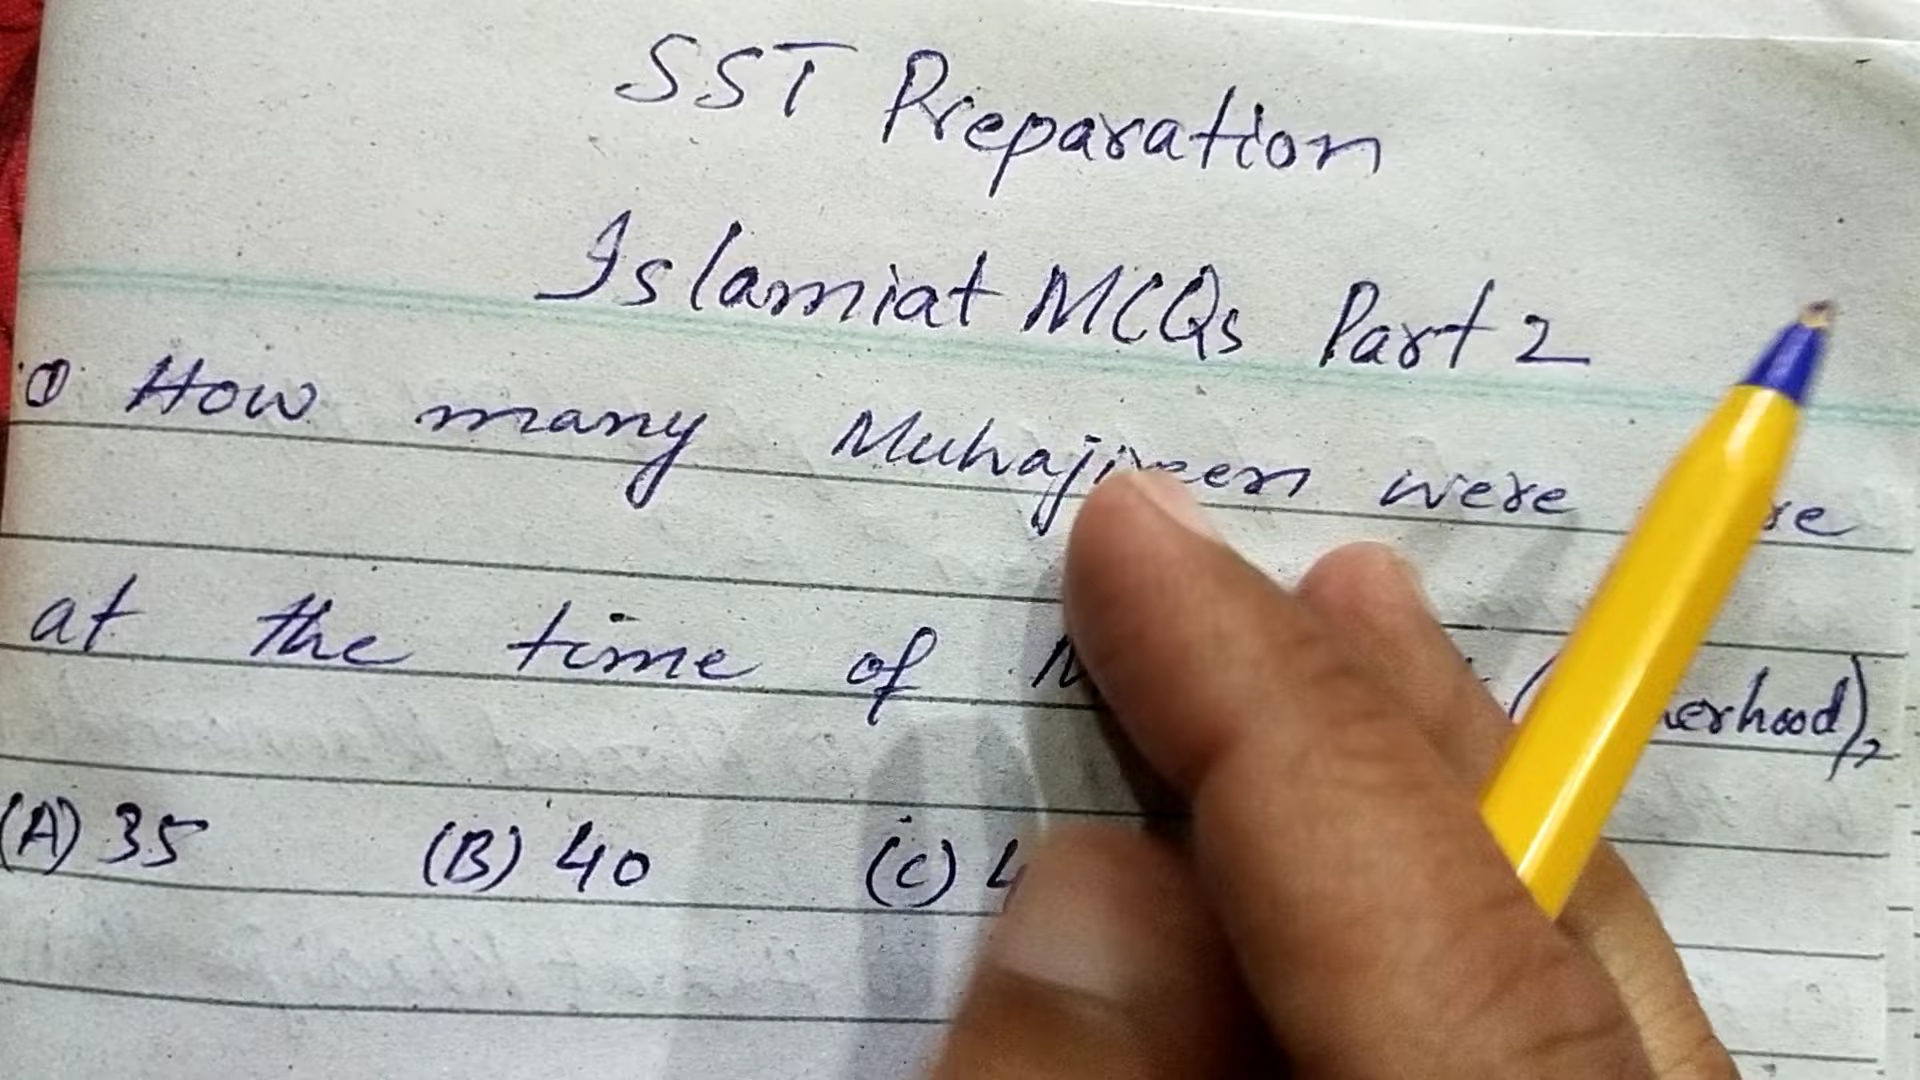 SST Preparation
Islamiat MCQs Part 2
① How many Muhajireen were
at the time of
(A) 35 (B) 40 (C)